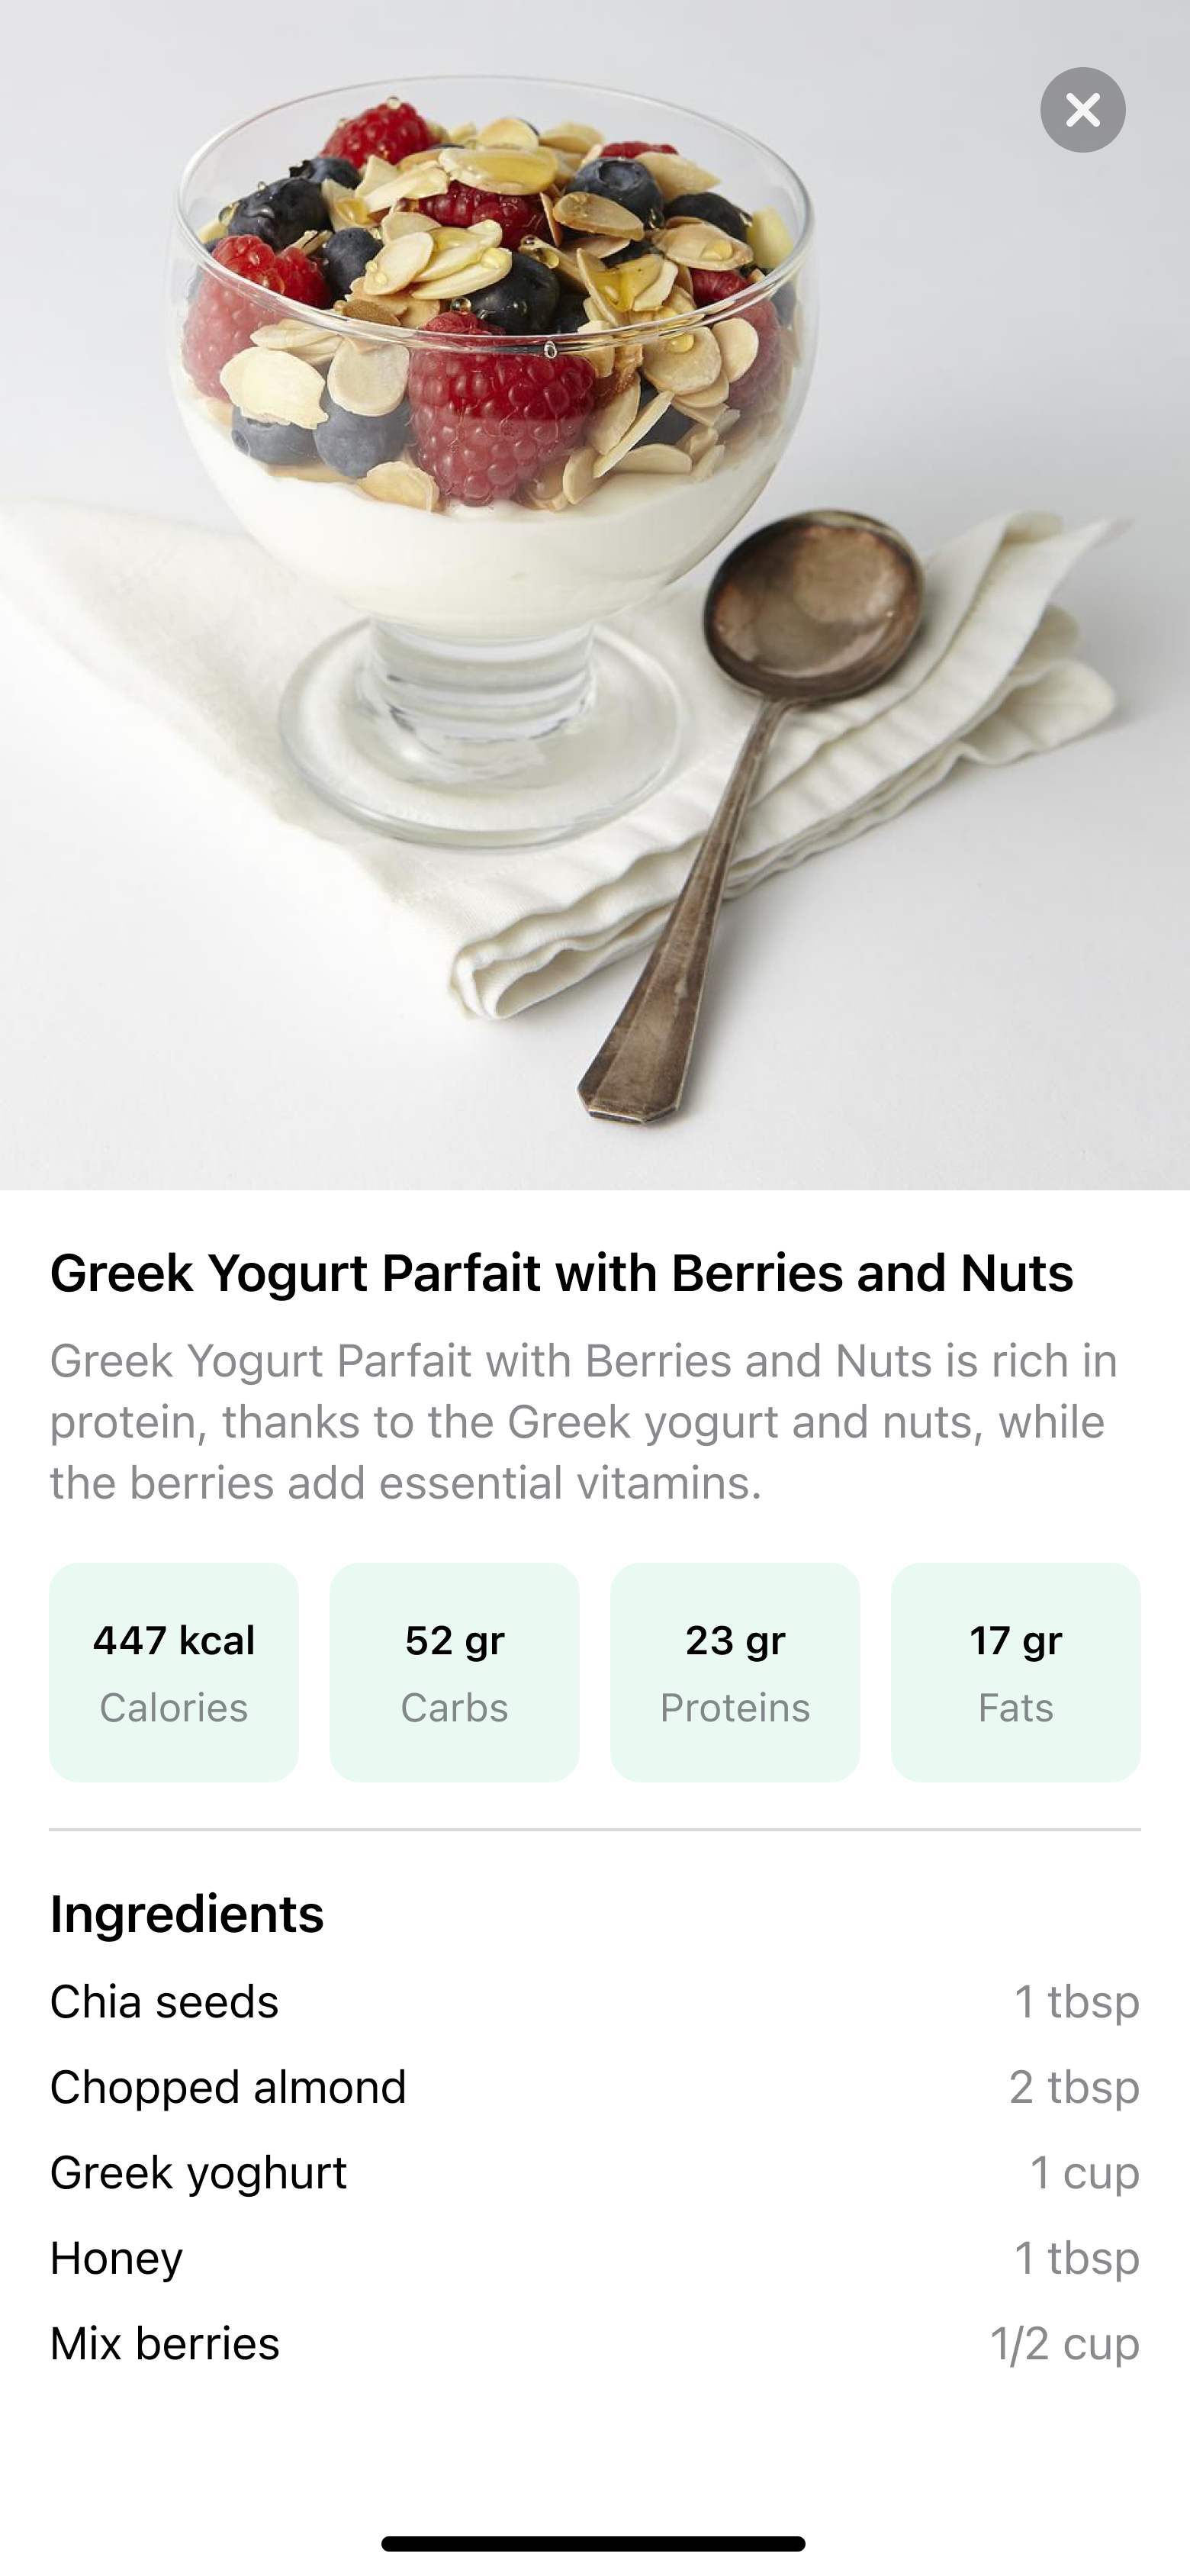 Greek Yogurt Parfait with Berries and Nuts
Greek Yogurt Parfait with Berries and Nuts is rich in
protein, thanks to the Greek yogurt and nuts, while
the berries add essential vitamins.
447 kcal
Calories
52 gr
Carbs
23 gr
Proteins
17 gr
Fats
Ingredients
Chia seeds 1 tbsp
Chopped almond 2 tbsp
Greek yoghurt 1 cup
Honey 1 tbsp
Mix berries 1/2 cup